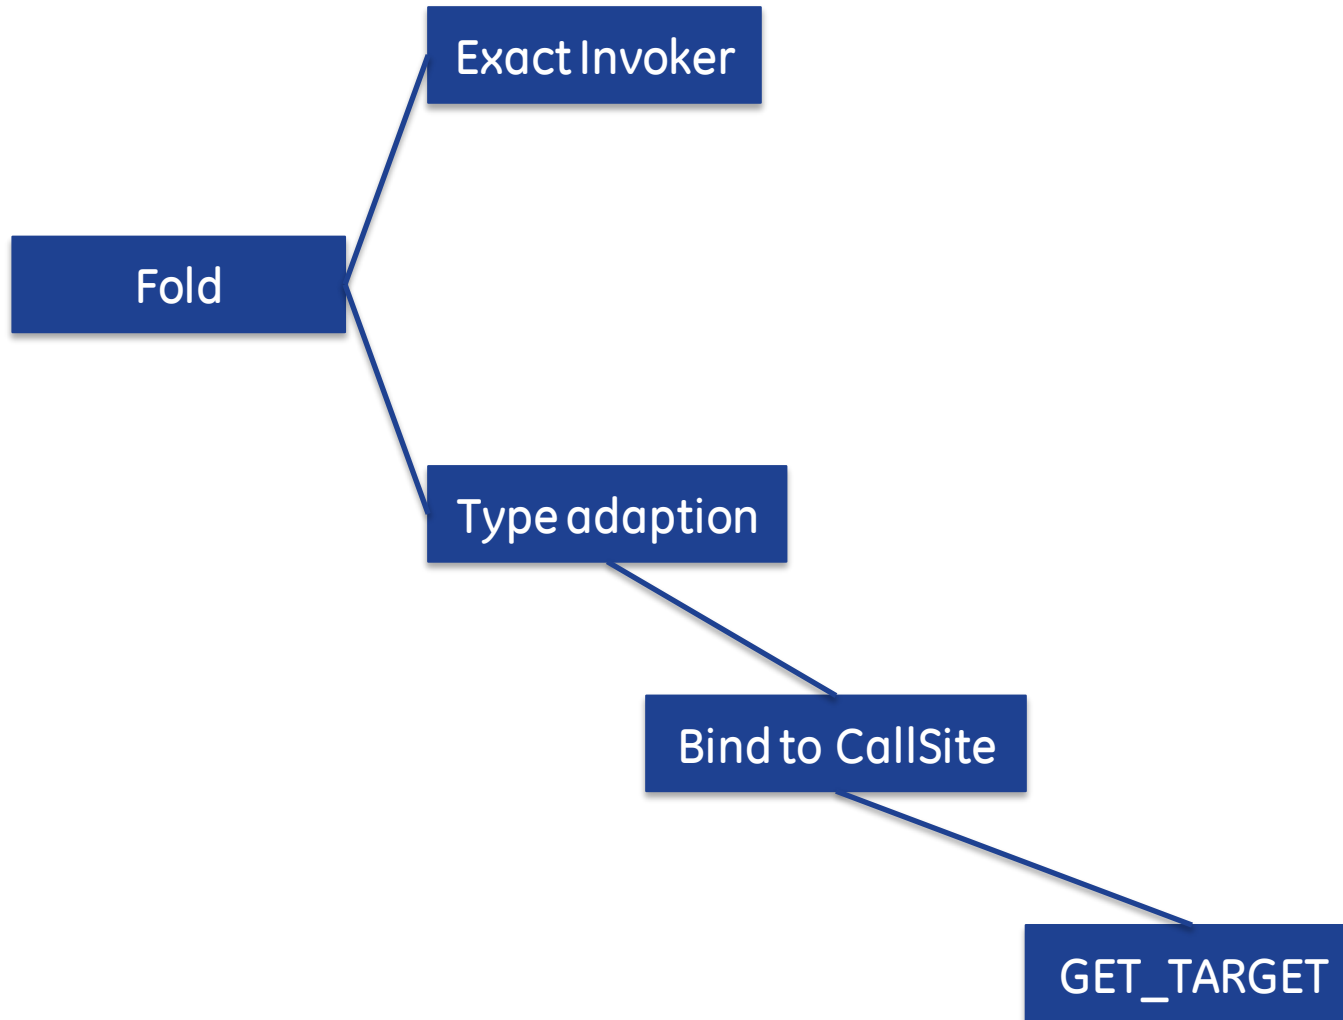 Exact Invoker
Fold
Type adaption
Bind to CallSite
GET_TARGET